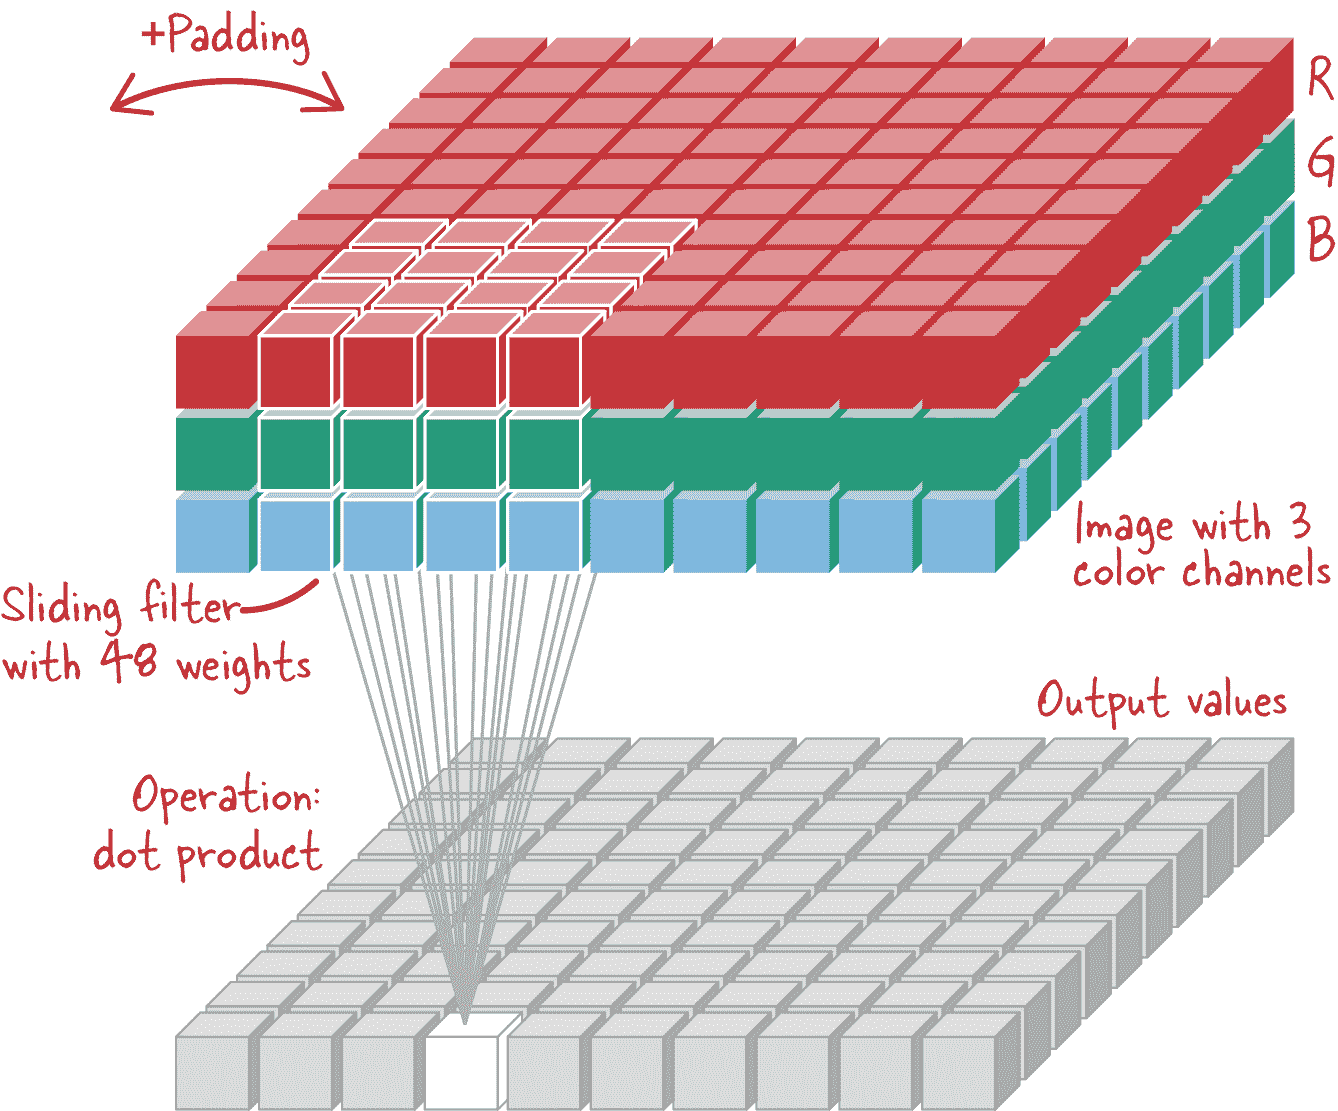 +Padding
R
G
B
Image with 3
color channels
Sliding filter
with 48 weights
Output values
Operation:
dot product